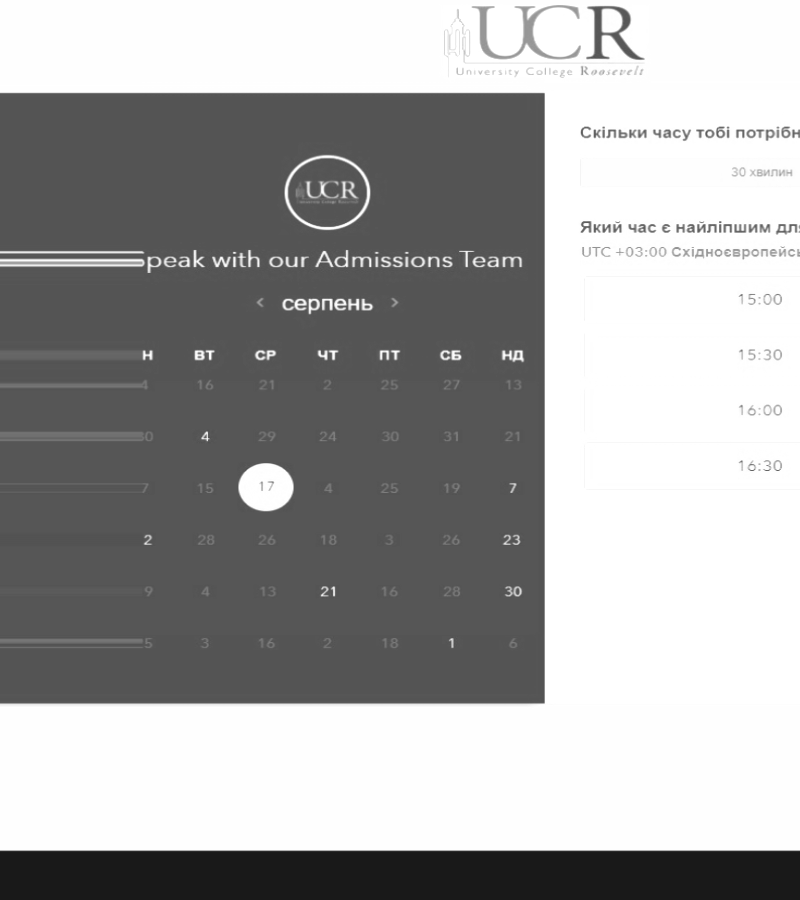 UCR
University College Roosevelt
UCR
peak with our Admissions Team
< серпень >
Н ВТ СР ЧТ ПТ СБ НД
4 16 21 2 25 27 13
0 4 29 24 30 31 21
7 15 17 4 25 19 7
2 28 26 18 3 26 23
9 4 13 21 16 28 30
5 3 16 2 18 1 6
Скільки часу тобі потрібн
30 хвилин
Який час є найліпшим для
UTC +03:00 Східноєвропейсь
15:00
15:30
16:00
16:30